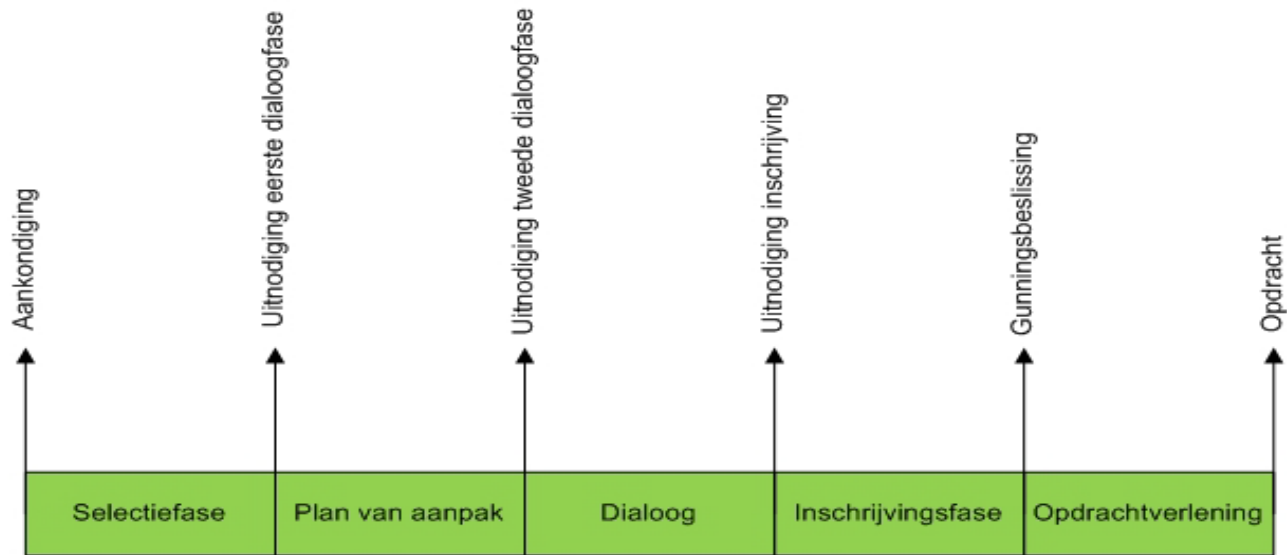 Aankondiging
Uitnodiging eerste dialoogfase
Uitnodiging tweede dialoogfase
Uitnodiging inschrijving
Gunningsbeslissing
Opdracht
Selectiefase
Plan van aanpak
Dialoog
Inschrijvingsfase
Opdrachtverlening